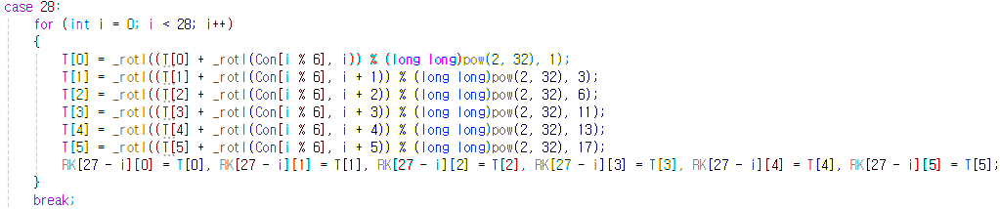 case 28:
for (int i = 0; i < 28; i++)
{
T[0] = _rotl((T[0] + _rotl(Con[i % 6], i)) % (long long)pow(2, 32), 1);
T[1] = _rotl((T[1] + _rotl(Con[i % 6], i + 1)) % (long long)pow(2, 32), 3);
T[2] = _rotl((T[2] + _rotl(Con[i % 6], i + 2)) % (long long)pow(2, 32), 6);
T[3] = _rotl((T[3] + _rotl(Con[i % 6], i + 3)) % (long long)pow(2, 32), 11);
T[4] = _rotl((T[4] + _rotl(Con[i % 6], i + 4)) % (long long)pow(2, 32), 13);
T[5] = _rotl((T[5] + _rotl(Con[i % 6], i + 5)) % (long long)pow(2, 32), 17);
RK[27 - i][0] = T[0], RK[27 - i][1] = T[1], RK[27 - i][2] = T[2], RK[27 - i][3] = T[3], RK[27 - i][4] = T[4], RK[27 - i][5] = T[5];
}
break;